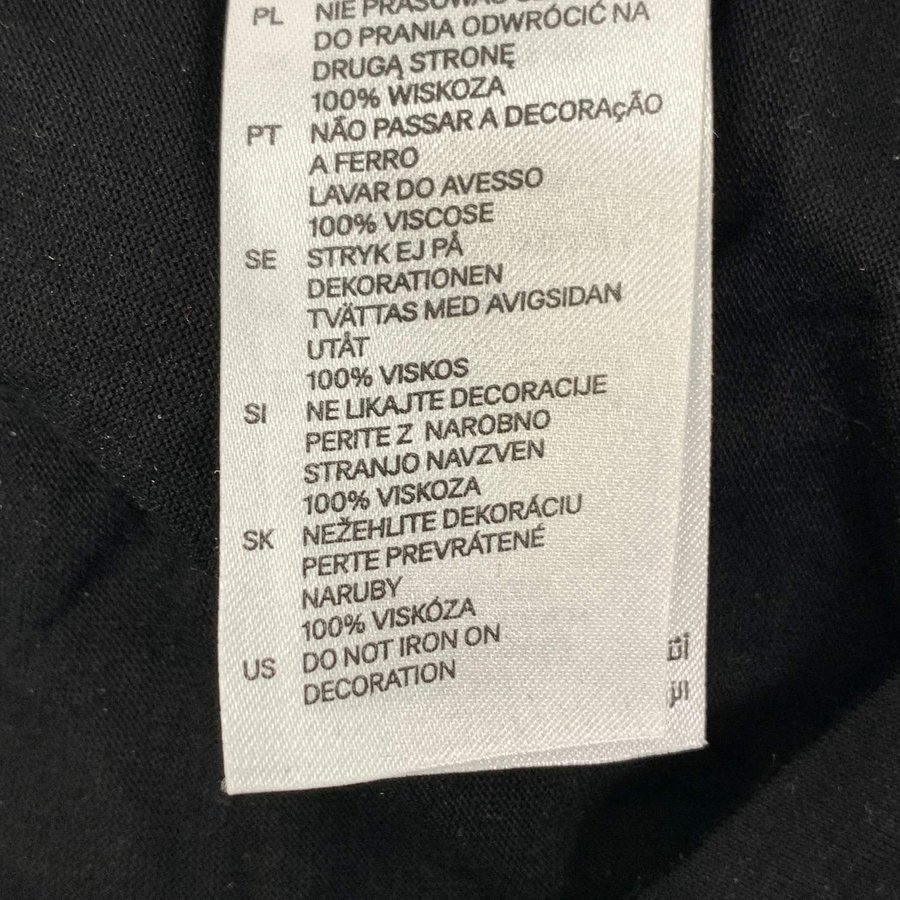 PL NIE PRASOWAĆ
DO PRANIA ODWRÓCIĆ NA
DRUGĄ STRONĘ
100% WISKOZA
PT NÃO PASSAR A DECORAçÃO
A FERRO
LAVAR DO AVESSO
100% VISCOSE
SE STRYK EJ PÅ
DEKORATIONEN
TVÄTTAS MED AVIGSIDAN
UTÅT
100% VISKOS
SI NE LIKAJTE DECORACIJE
PERITE Z NAROBNO
STRANJO NAVZVEN
100% VISKOZA
SK NEŽEHLITE DEKORÁCIU
PERTE PREVRÁTENÉ
NARUBY
100% VISKÓZA
US DO NOT IRON ON
DECORATION